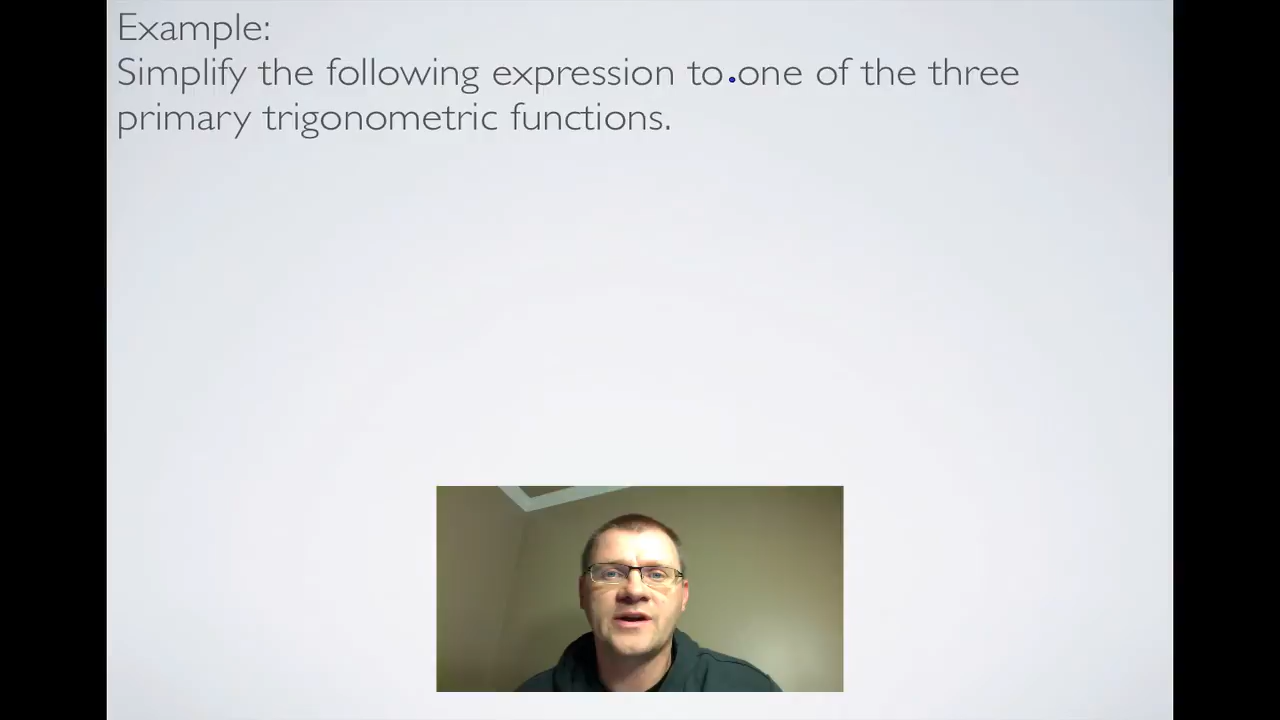 Example:
Simplify the following expression to one of the three
primary trigonometric functions.